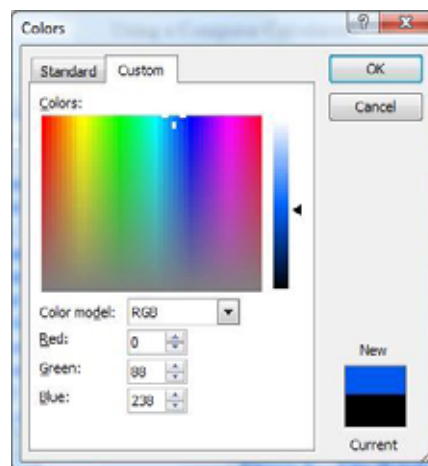 Colors
Standard Custom
OK
Cancel
Colors:
Color model: RGB
Red: 0
Green: 88
Blue: 238
New
Current